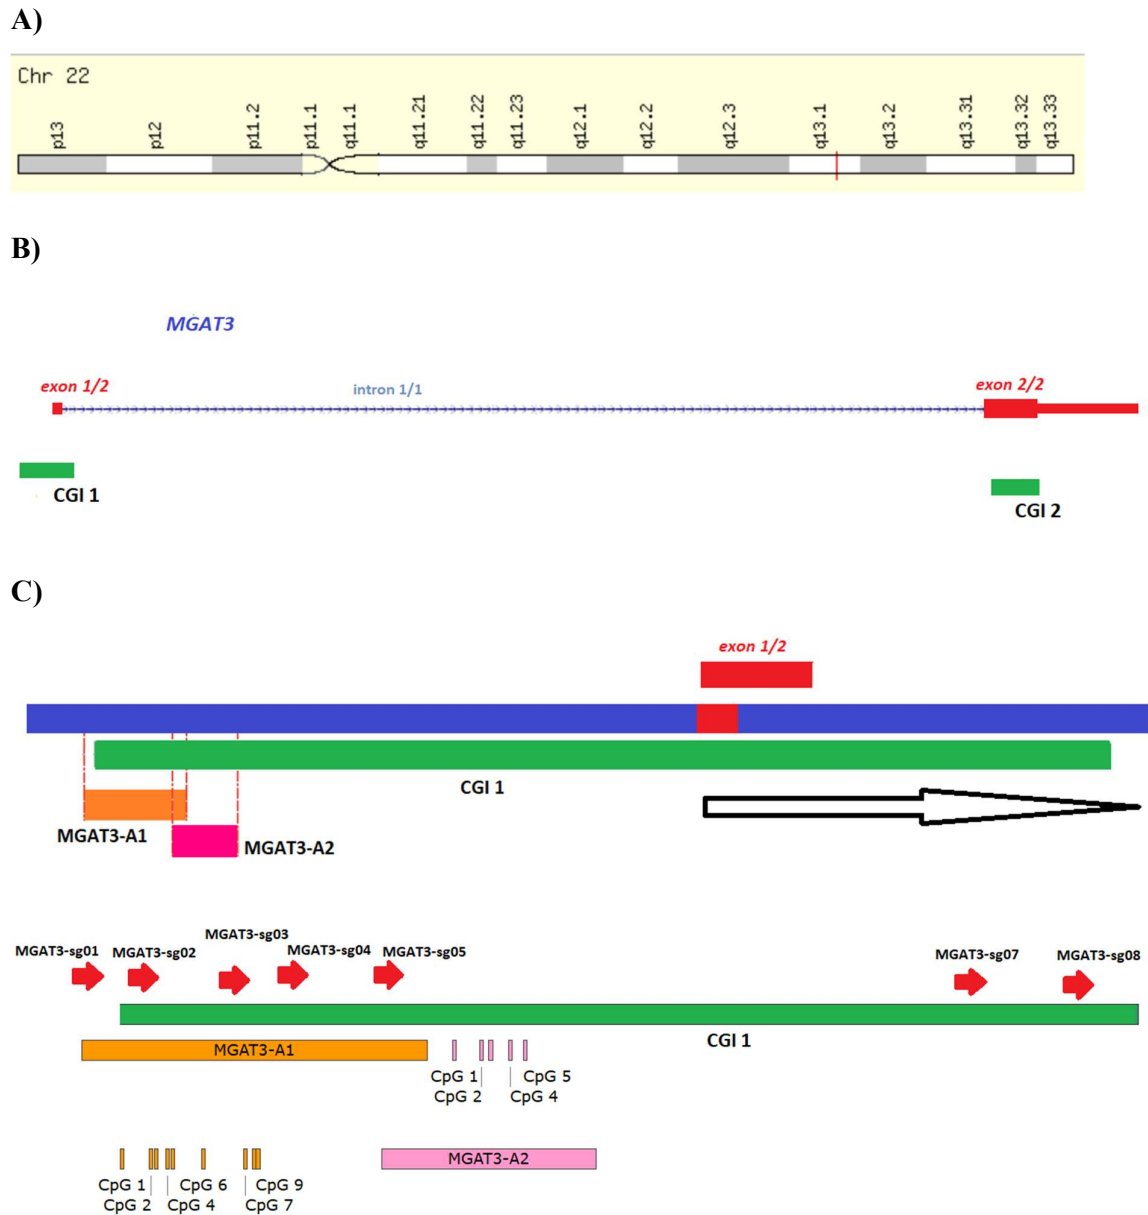 A)
Chr 22
p13 p12 p11.2 p11.1 q11.1 q11.21 q11.22 q11.23 q12.1 q12.2 q12.3 q13.1 q13.2 q13.31 q13.32 q13.33
B)
MGAT3
exon 1/2 intron 1/1 exon 2/2
CGI 1 CGI 2
C)
exon 1/2
CGI 1
MGAT3-A1 MGAT3-A2
MGAT3-sg01 MGAT3-sg02 MGAT3-sg03 MGAT3-sg04 MGAT3-sg05 MGAT3-sg07 MGAT3-sg08
CGI 1
MGAT3-A1
CpG 1 CpG 5
CpG 2 CpG 4
MGAT3-A2
CpG 1 CpG 6 CpG 9
CpG 2 CpG 4 CpG 7